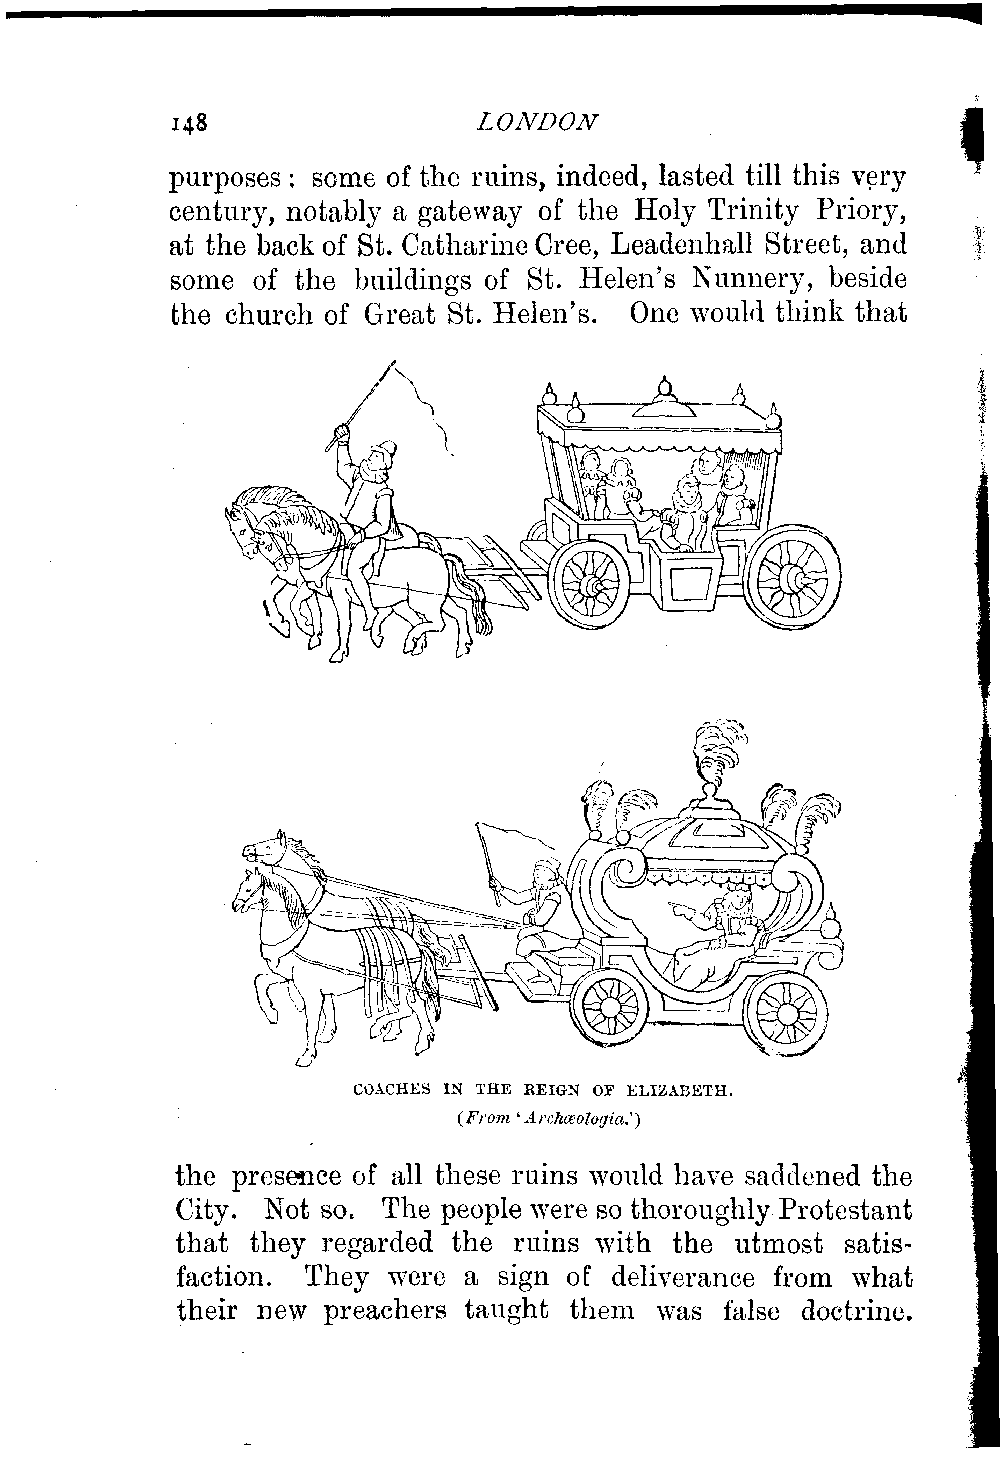 148 LONDON
purposes: some of the ruins, indeed, lasted till this very
century, notably a gateway of the Holy Trinity Priory,
at the back of St. Catharine Cree, Leadenhall Street, and
some of the buildings of St. Helen's Nunnery, beside
the church of Great St. Helen's. One would think that
COACHES IN THE REIGN OF ELIZABETH.
(From 'Archæologia.')
the presence of all these ruins would have saddened the
City. Not so. The people were so thoroughly Protestant
that they regarded the ruins with the utmost satis-
faction. They were a sign of deliverance from what
their new preachers taught them was false doctrine.